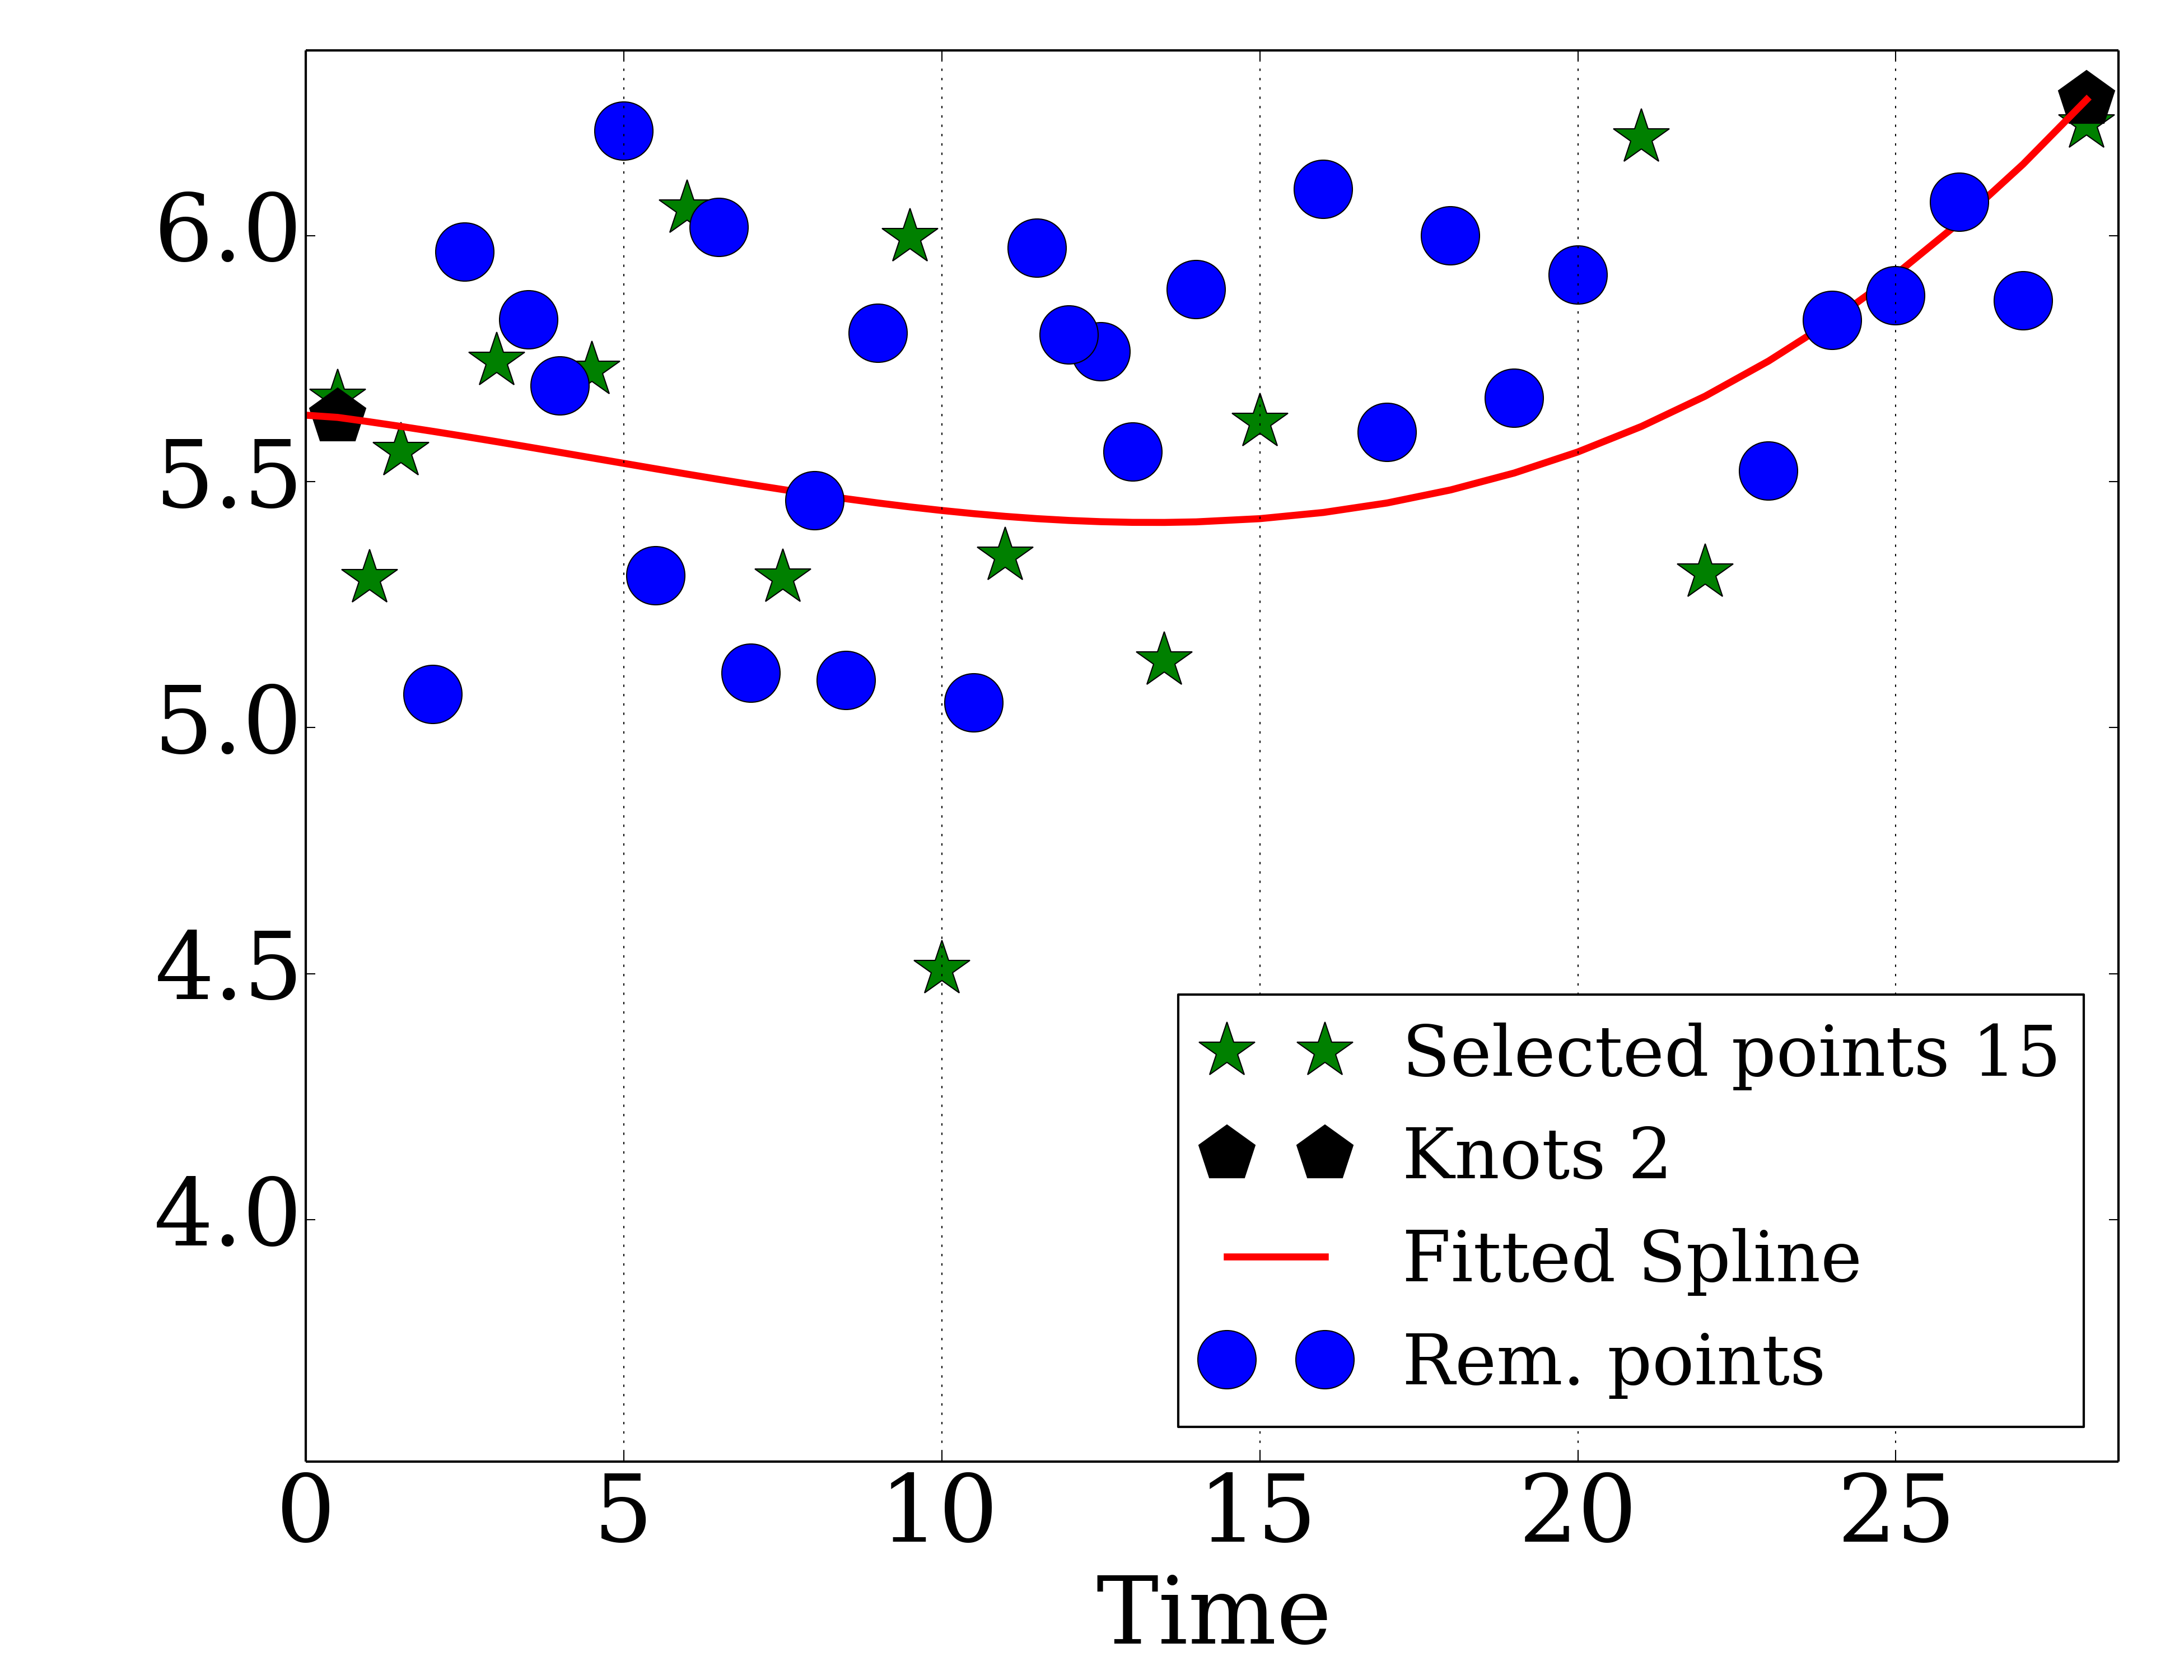 6.0
5.5
5.0
4.5
4.0
Selected points 15
Knots 2
Fitted Spline
Rem. points
0 5 10 15 20 25
Time